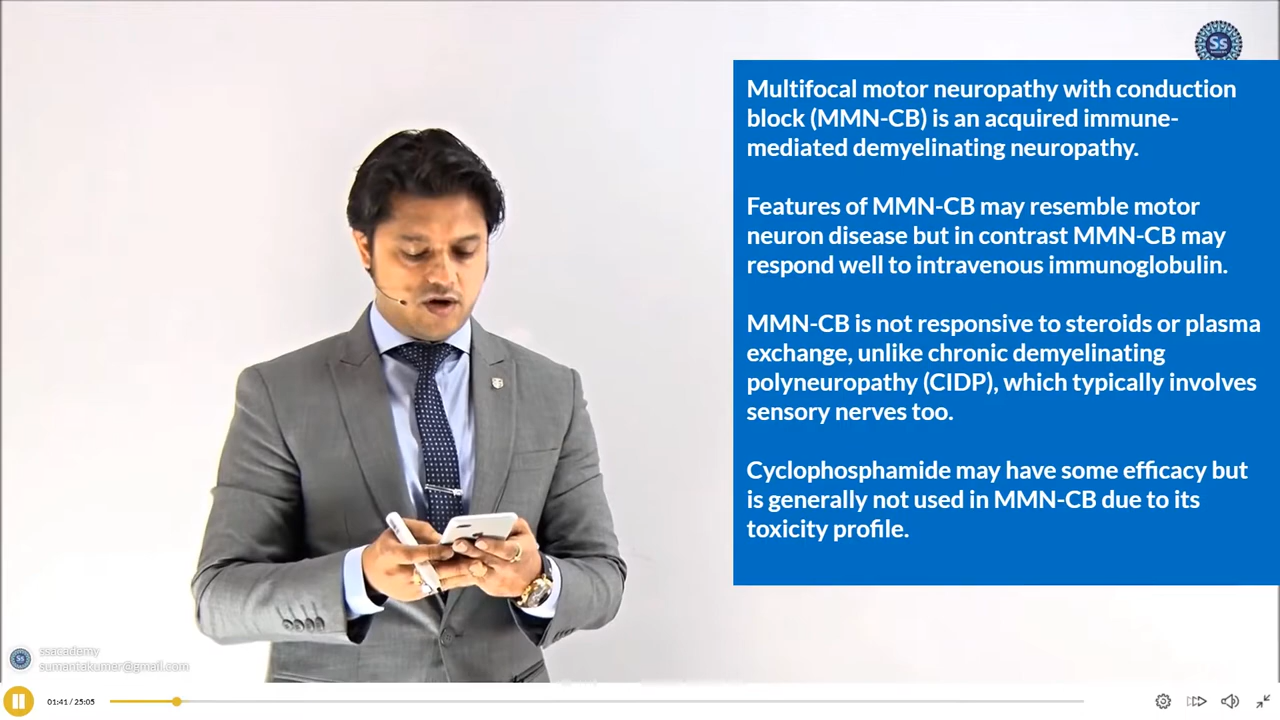 Ss
Multifocal motor neuropathy with conduction
block (MMN-CB) is an acquired immune-
mediated demyelinating neuropathy.
Features of MMN-CB may resemble motor
neuron disease but in contrast MMN-CB may
respond well to intravenous immunoglobulin.
MMN-CB is not responsive to steroids or plasma
exchange, unlike chronic demyelinating
polyneuropathy (CIDP), which typically involves
sensory nerves too.
Cyclophosphamide may have some efficacy but
is generally not used in MMN-CB due to its
toxicity profile.
ssacademy
sumantakumer@gmail.com
01:41 / 25:05